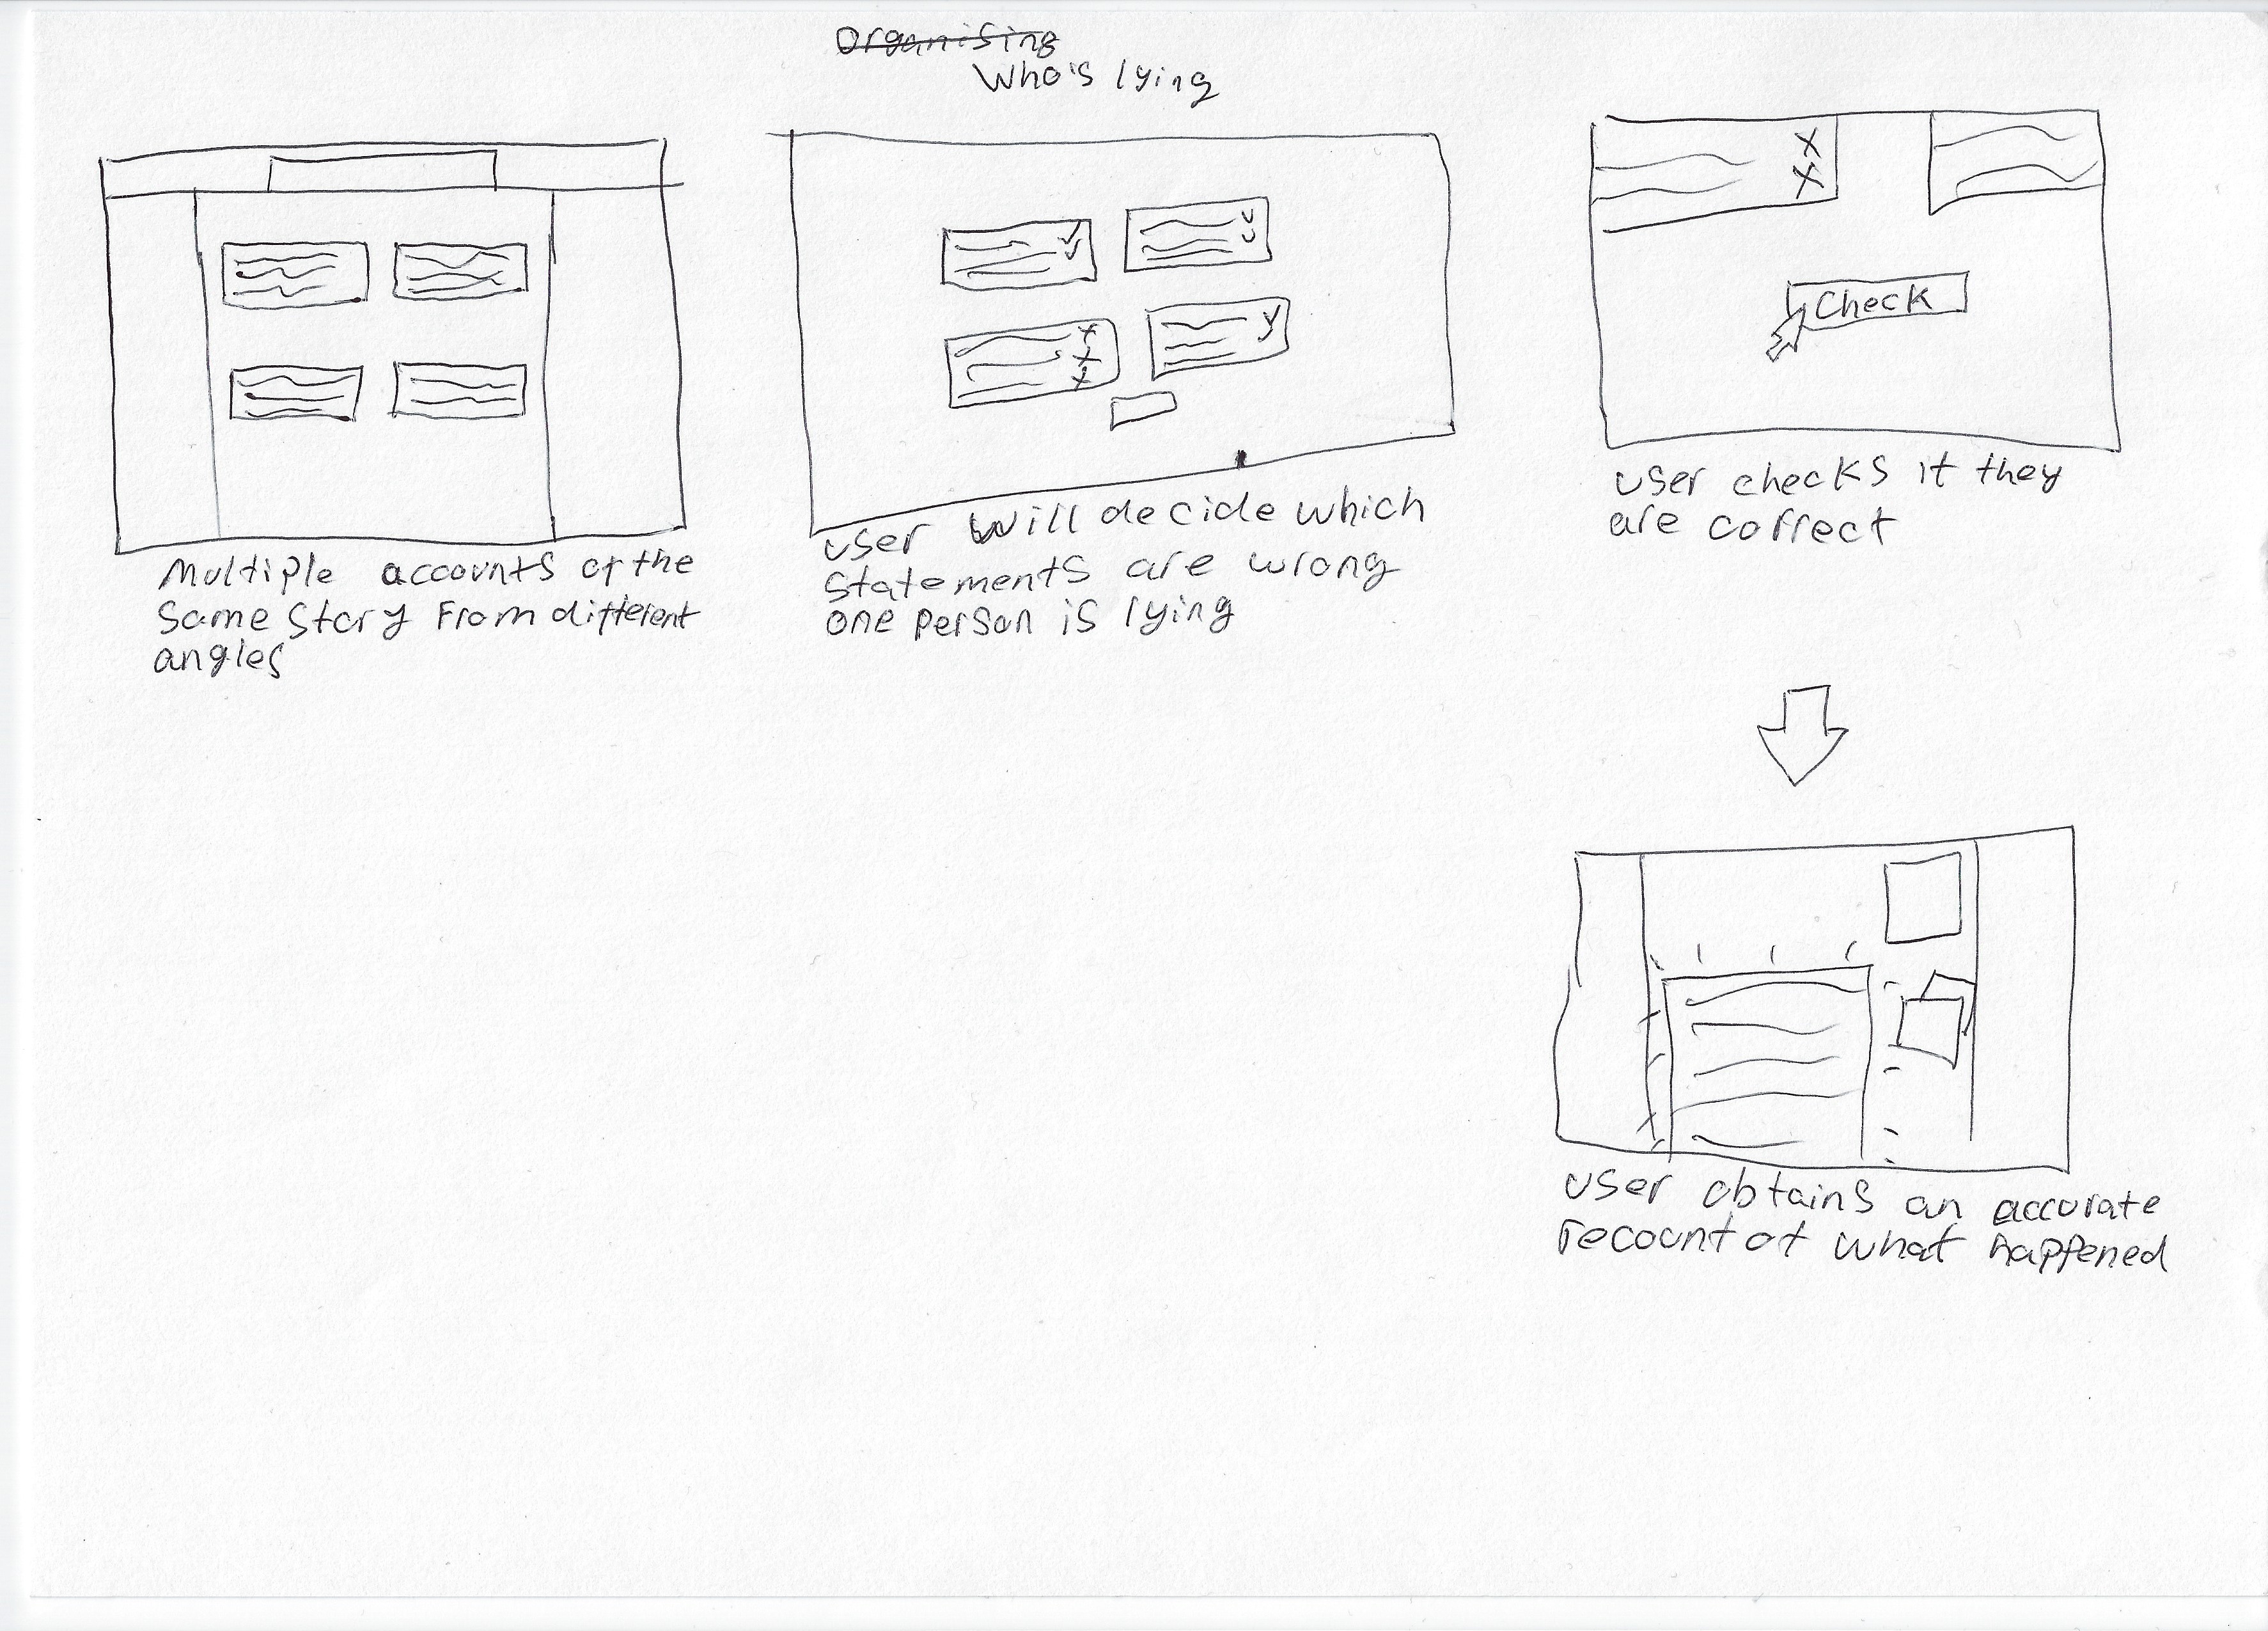 Organising
Who's lying
Multiple accounts of the
same story from different
angles
user will decide which
statements are wrong
one person is lying
Check
user checks if they
are correct
user obtains an accurate
recount of what happened